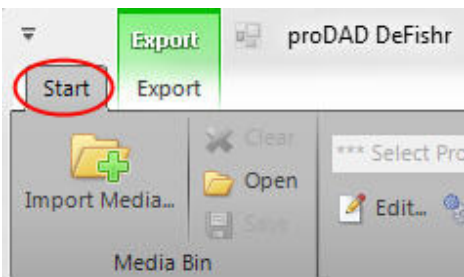 Export
proDAD DeFishr
Start
Export
Clear
*** Select Pro
Import Media...
Open
Edit...
Save
Media Bin